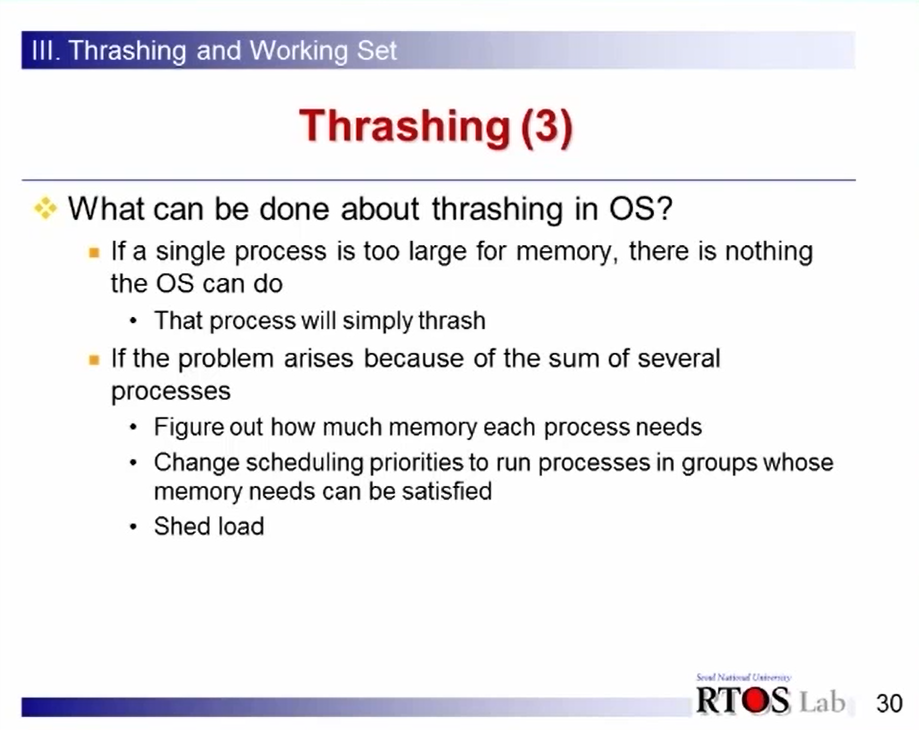 III. Thrashing and Working Set
Thrashing (3)
What can be done about thrashing in OS?
If a single process is too large for memory, there is nothing
the OS can do
• That process will simply thrash
If the problem arises because of the sum of several
processes
• Figure out how much memory each process needs
• Change scheduling priorities to run processes in groups whose
memory needs can be satisfied
• Shed load
Seoul National University
RTOS Lab
30